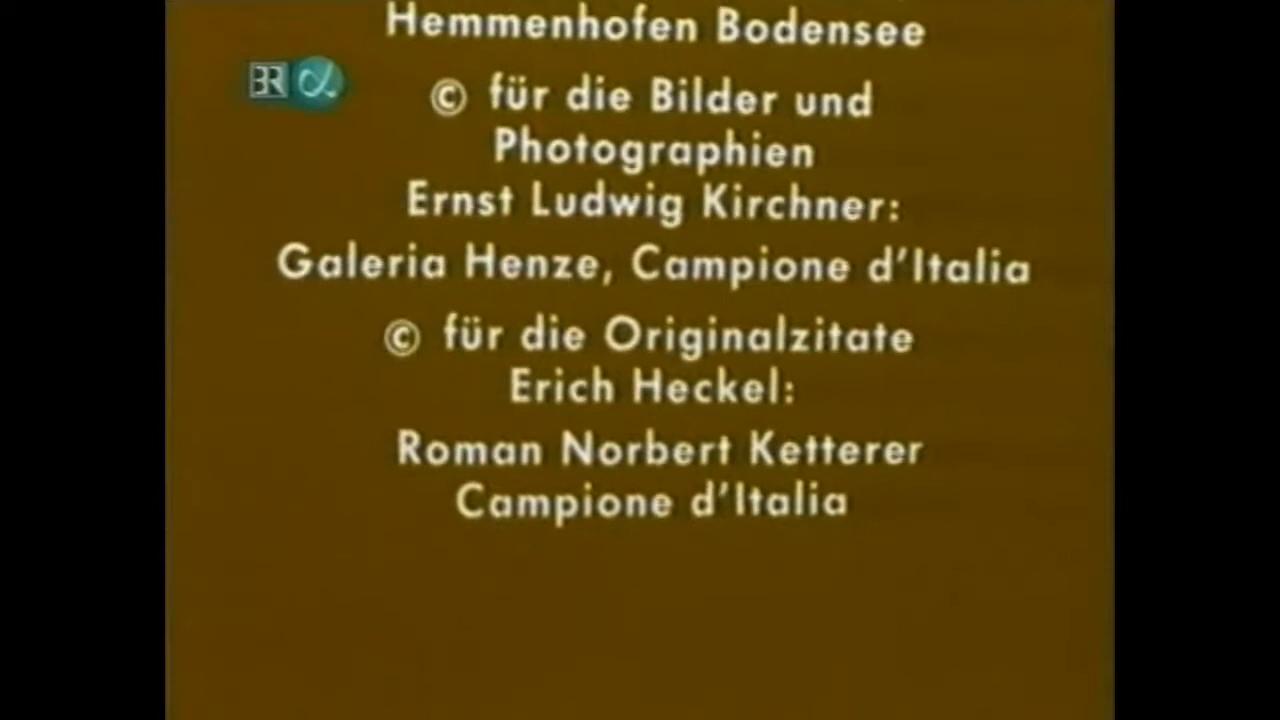 Hemmenhofen Bodensee
BR α
© für die Bilder und
Photographien
Ernst Ludwig Kirchner:
Galeria Henze, Campione d'Italia
© für die Originalzitate
Erich Heckel:
Roman Norbert Ketterer
Campione d'Italia